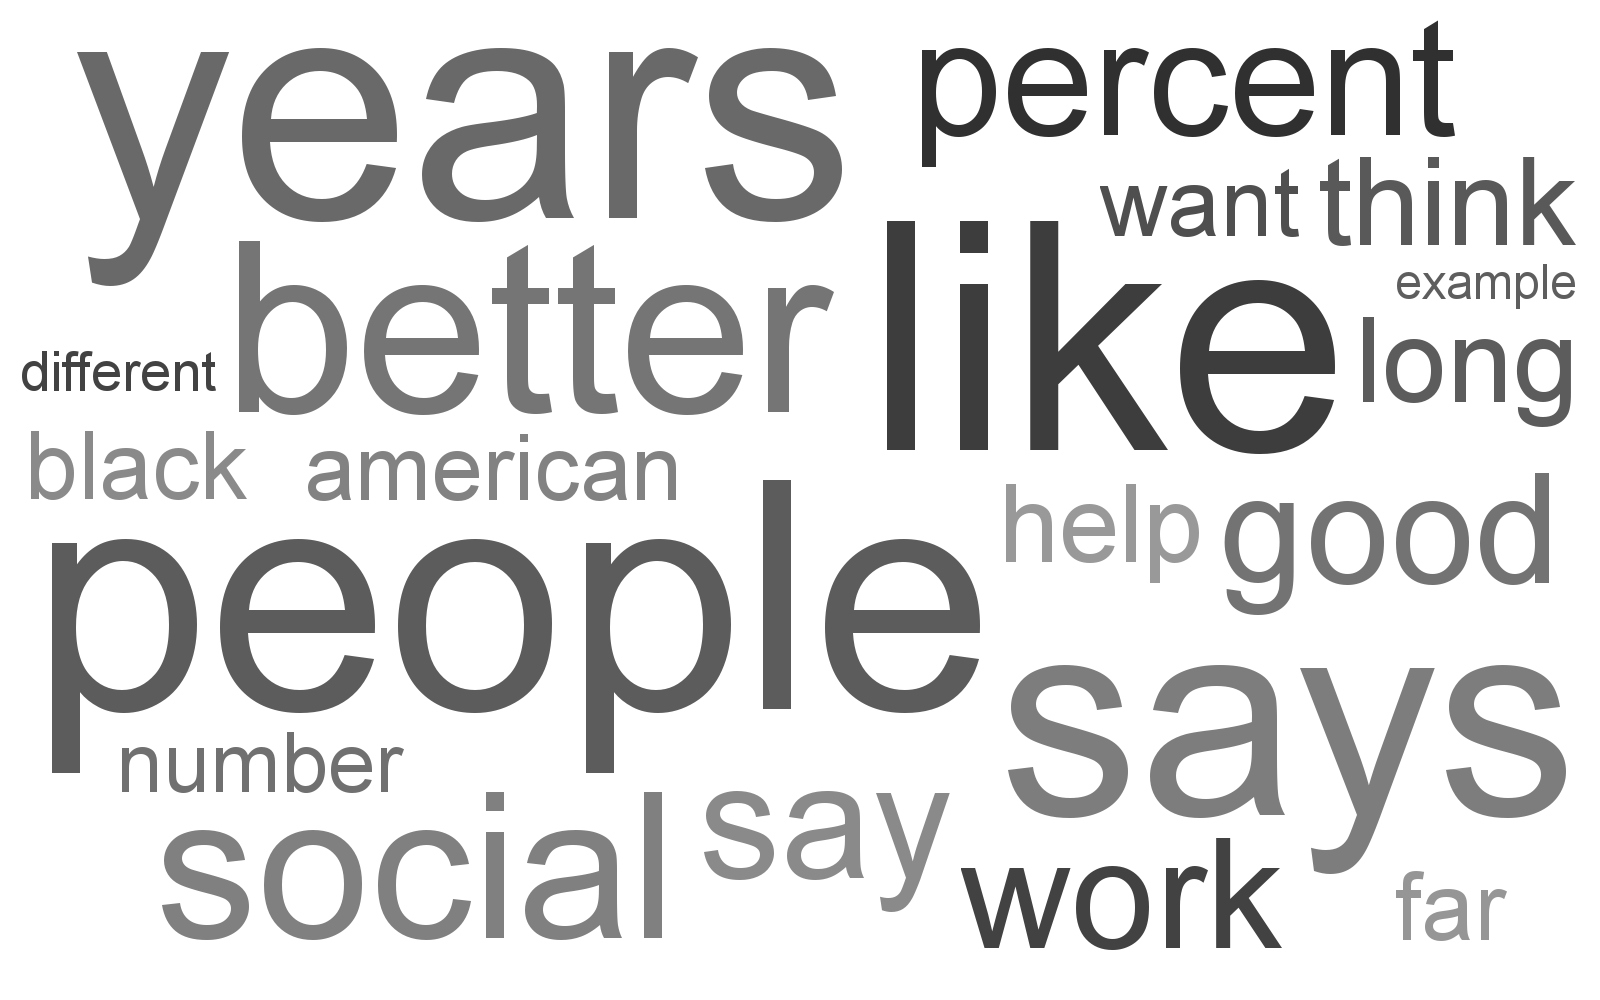 years
percent
want think
like
example
better
long
different
black american
help good
people
says
number
say
social
work
far